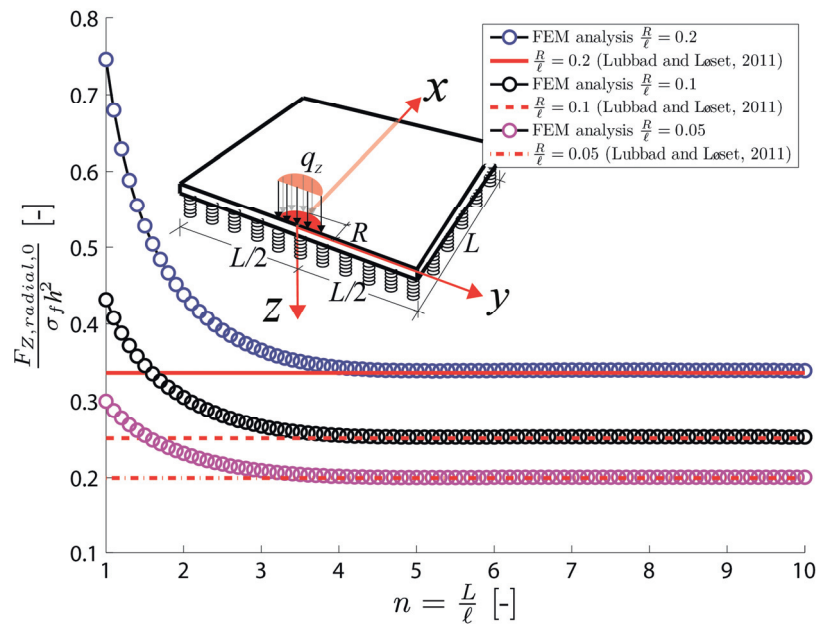 0.8
0.7
0.6
0.5
0.4
0.3
0.2
0.1
F_{Z,radial,0} / σ_f h² [-]
1 2 3 4 5 6 7 8 9 10
n = L/ℓ [-]
FEM analysis R/ℓ = 0.2
R/ℓ = 0.2 (Lubbad and Løset, 2011)
FEM analysis R/ℓ = 0.1
R/ℓ = 0.1 (Lubbad and Løset, 2011)
FEM analysis R/ℓ = 0.05
R/ℓ = 0.05 (Lubbad and Løset, 2011)
x
q_z
R
L
L/2
L/2
z
y